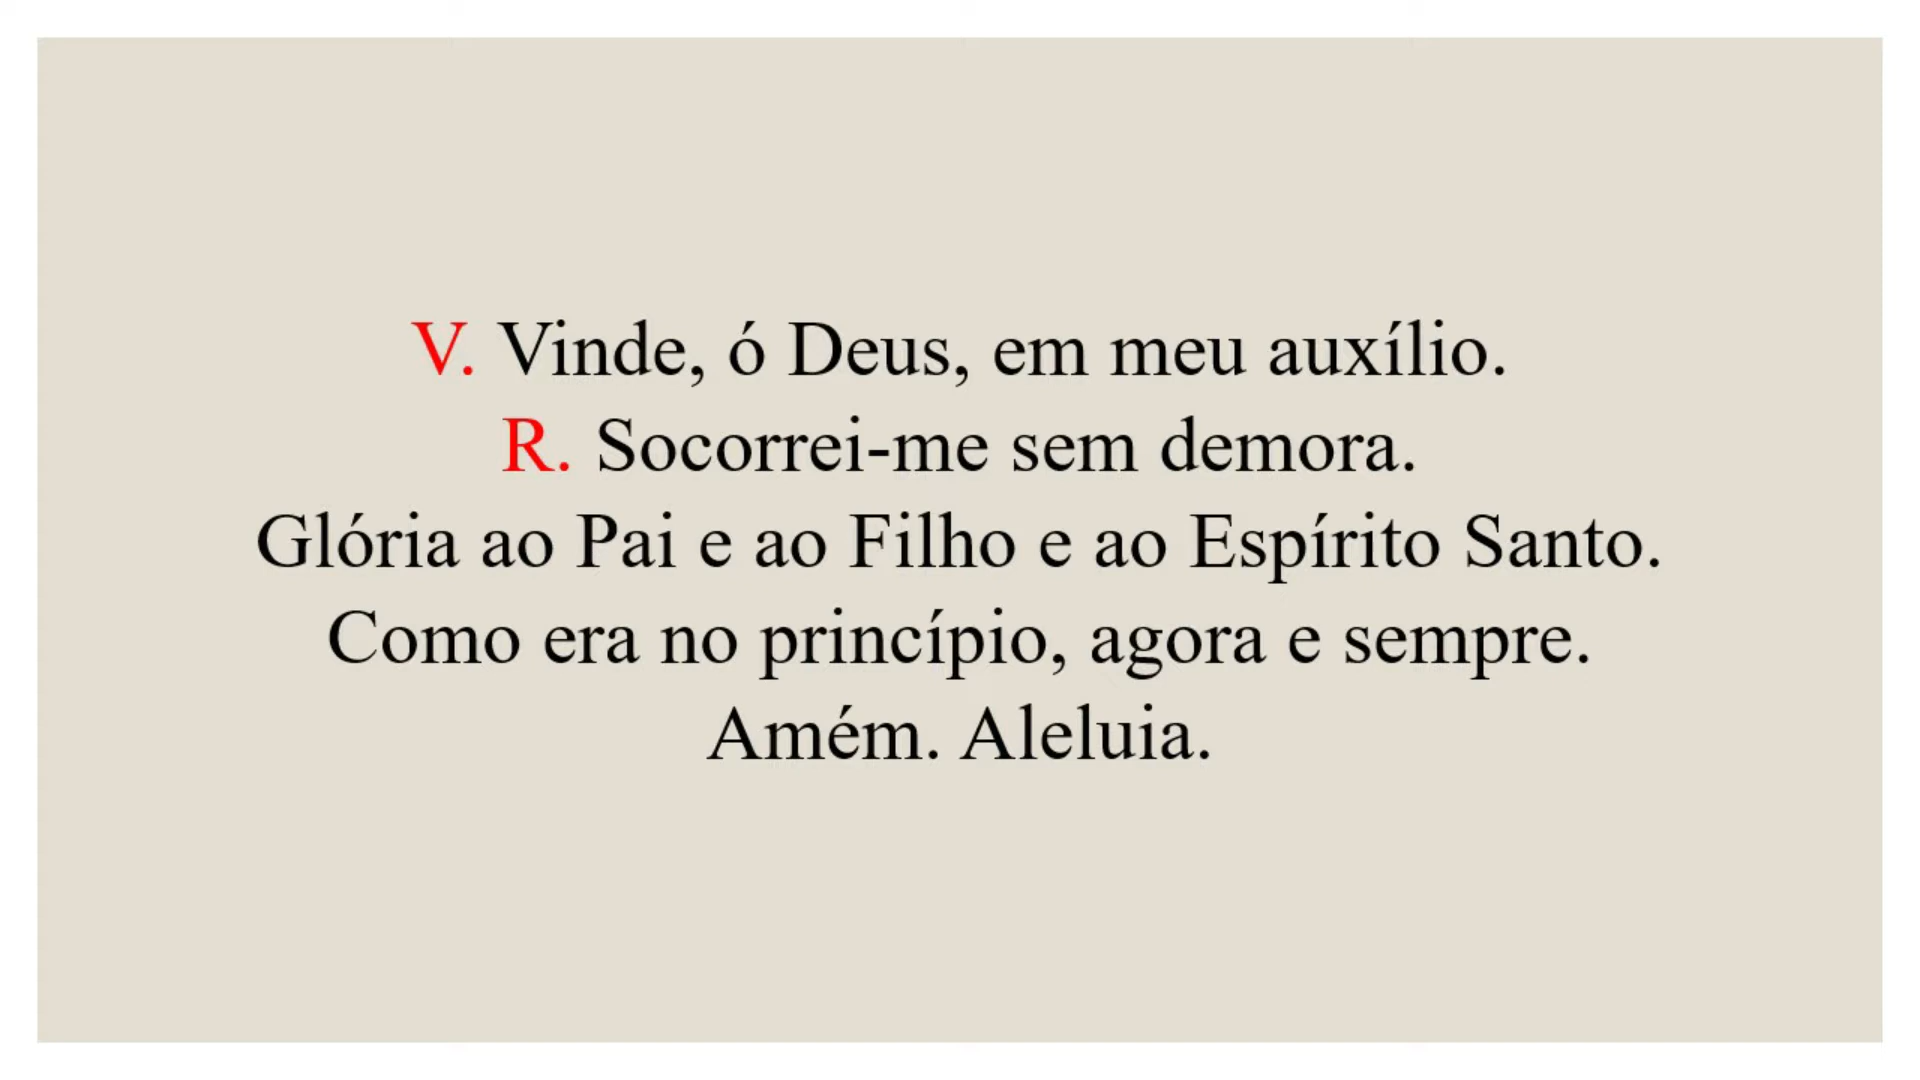 V. Vinde, ó Deus, em meu auxílio.
R. Socorrei-me sem demora.
Glória ao Pai e ao Filho e ao Espírito Santo.
Como era no princípio, agora e sempre.
Amém. Aleluia.